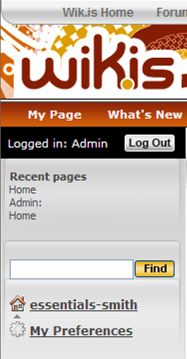 Wik.is Home Forum
wik.is
My Page What's New
Logged in: Admin Log Out
Recent pages
Home
Admin:
Home
Find
essentials-smith
My Preferences